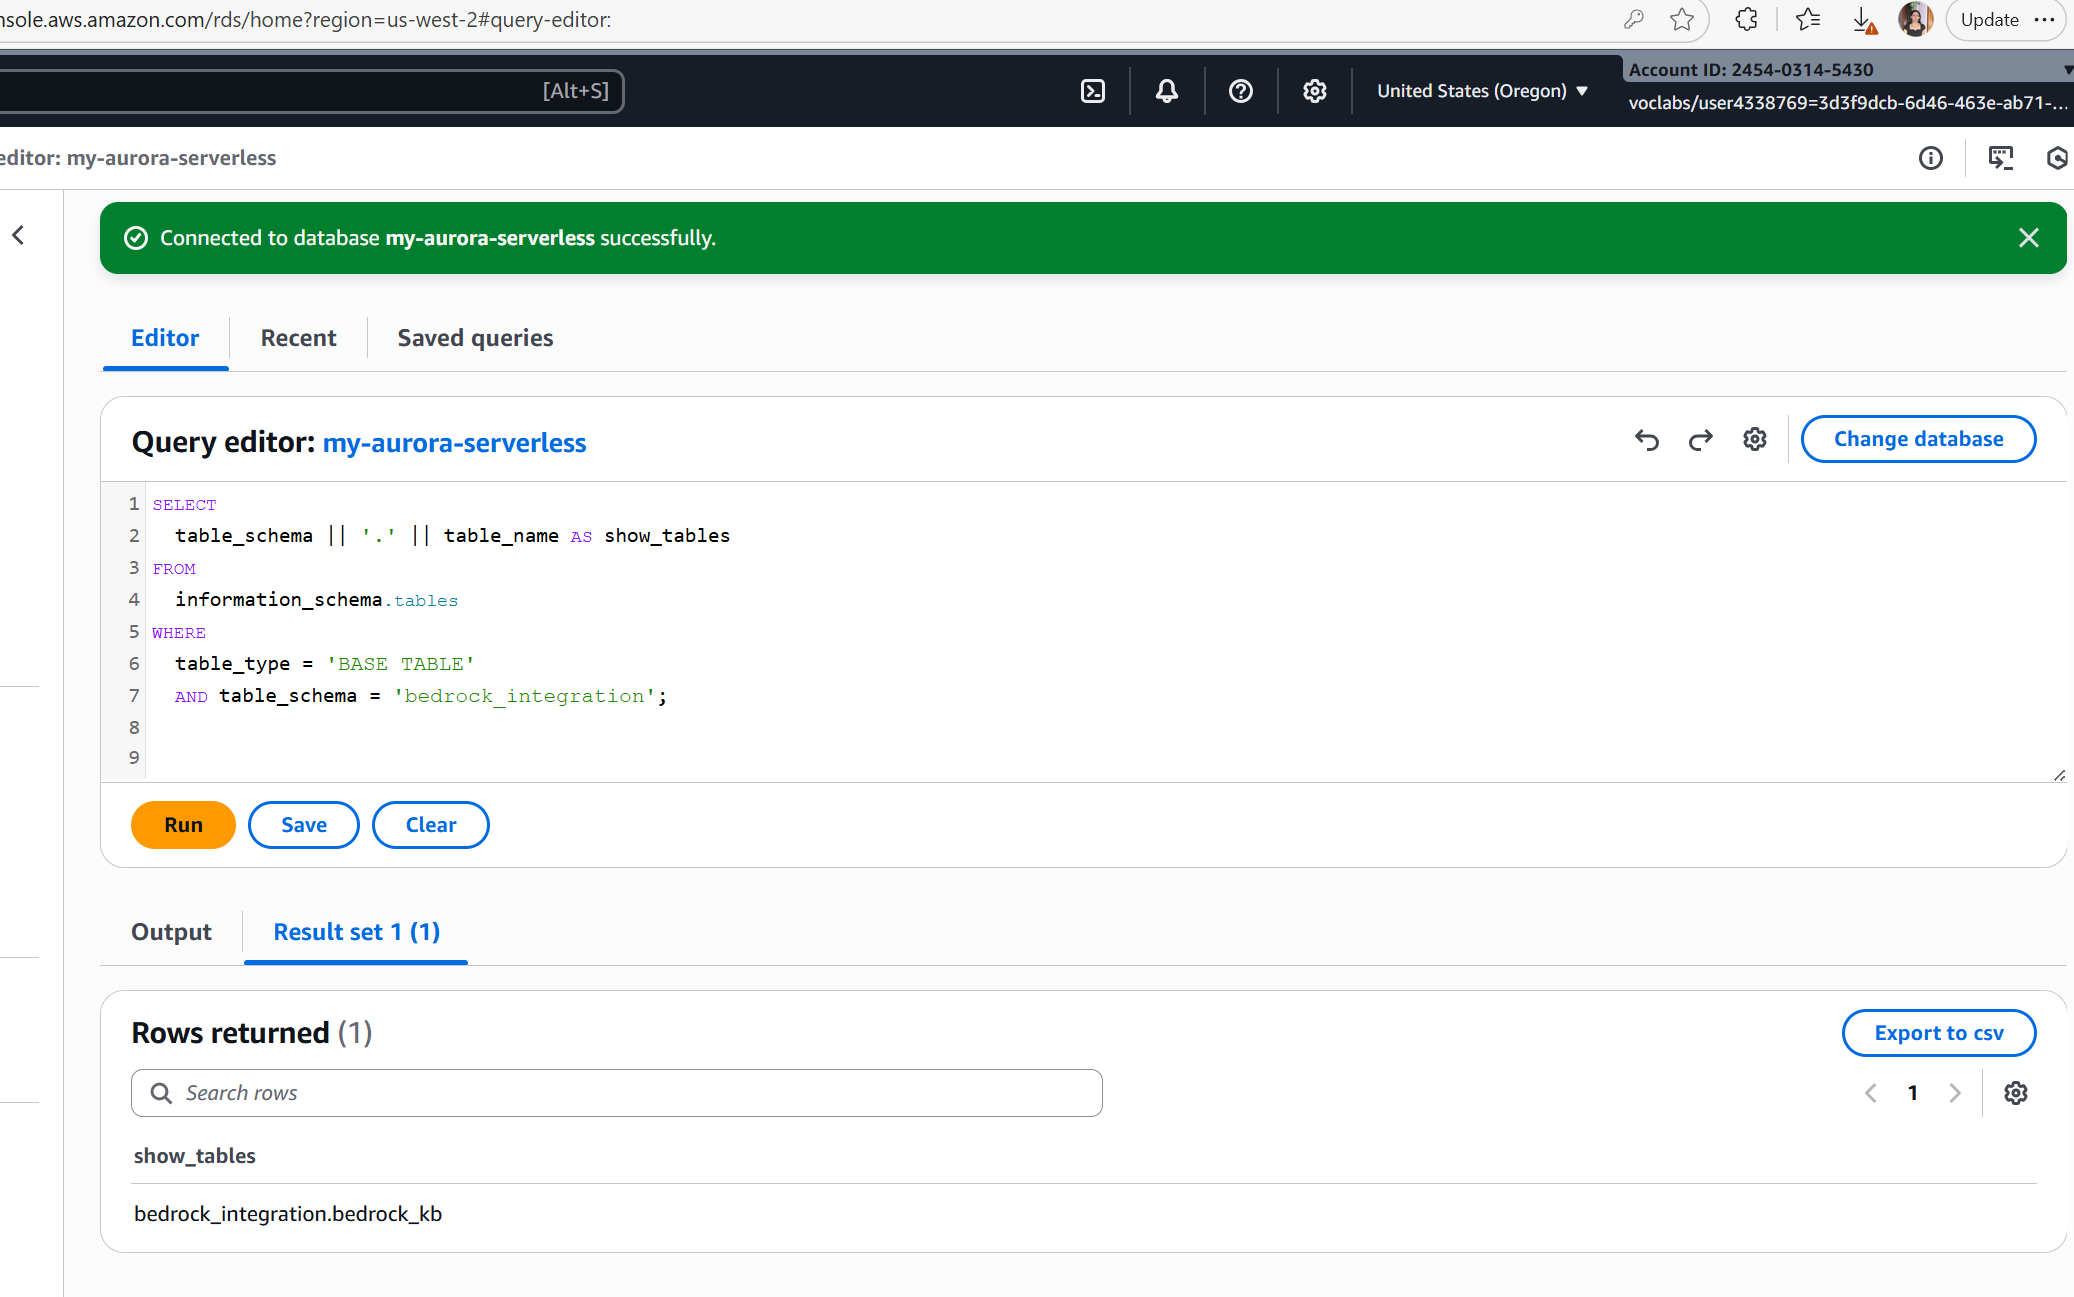 nsole.aws.amazon.com/rds/home?region=us-west-2#query-editor:
Update
[Alt+S]
United States (Oregon)
Account ID: 2454-0314-5430
voclabs/user4338769=3d3f9dcb-6d46-463e-ab71-...
editor: my-aurora-serverless
Connected to database my-aurora-serverless successfully.
Editor
Recent
Saved queries
Query editor: my-aurora-serverless
Change database
1 SELECT
2 table_schema || '.' || table_name AS show_tables
3 FROM
4 information_schema.tables
5 WHERE
6 table_type = 'BASE TABLE'
7 AND table_schema = 'bedrock_integration';
8
9
Run
Save
Clear
Output
Result set 1 (1)
Rows returned (1)
Export to csv
Search rows
1
show_tables
bedrock_integration.bedrock_kb